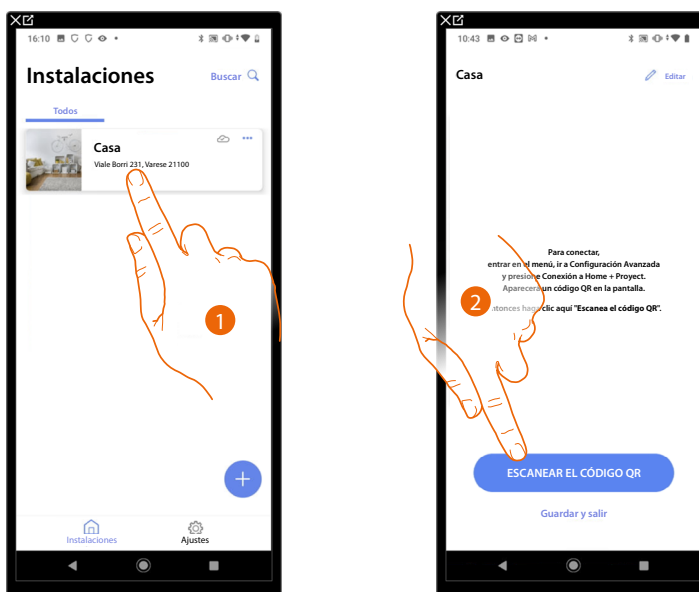 16:10
Instalaciones
Buscar
Todos
Casa
Viale Borri 231, Varese 21100
1
Instalaciones
Ajustes
10:43
Casa
Editar
Para conectar,
entrar en el menú, ir a Configuración Avanzada
y presione Conexión a Home + Proyect.
Aparecerá un código QR en la pantalla.
2
haga clic aquí "Escanea el código QR".
ESCANEAR EL CÓDIGO QR
Guardar y salir